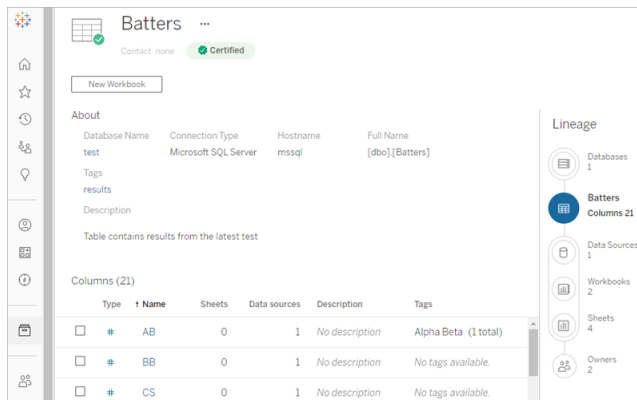 Batters ...
Contact none Certified
New Workbook
About
Database Name Connection Type Hostname Full Name
test Microsoft SQL Server mssql [dbo].[Batters]
Tags
results
Description
Table contains results from the latest test
Columns (21)
Type ↑ Name Sheets Data sources Description Tags
# AB 0 1 No description Alpha Beta (1 total)
# BB 0 1 No description No tags available.
# CS 0 1 No description No tags available.
Lineage
Databases
1
Batters
Columns 21
Data Sources
1
Workbooks
2
Sheets
4
Owners
2